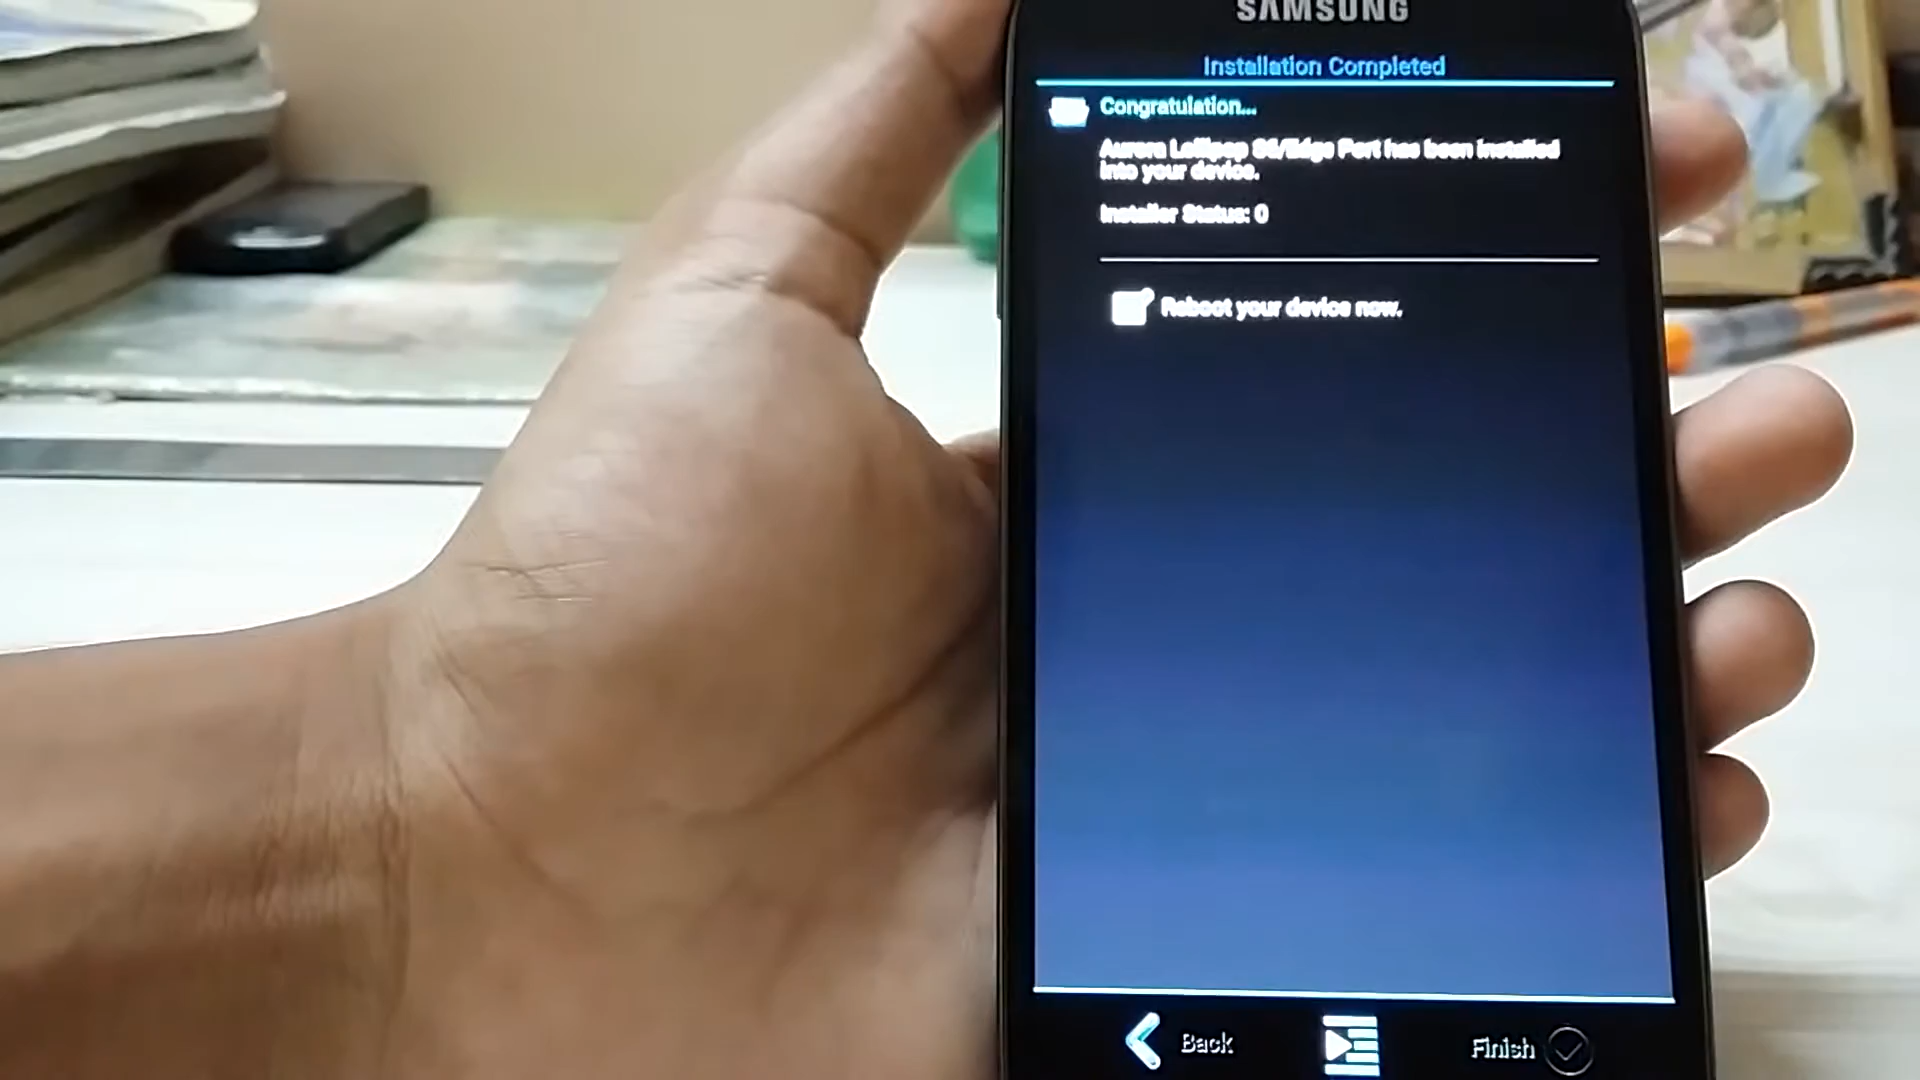 SAMSUNG
Installation Completed
Congratulation...
Aurora Lollipop S6/Edge Port has been installed
into your device.
Installer Status: 0
Reboot your device now.
Back
Finish